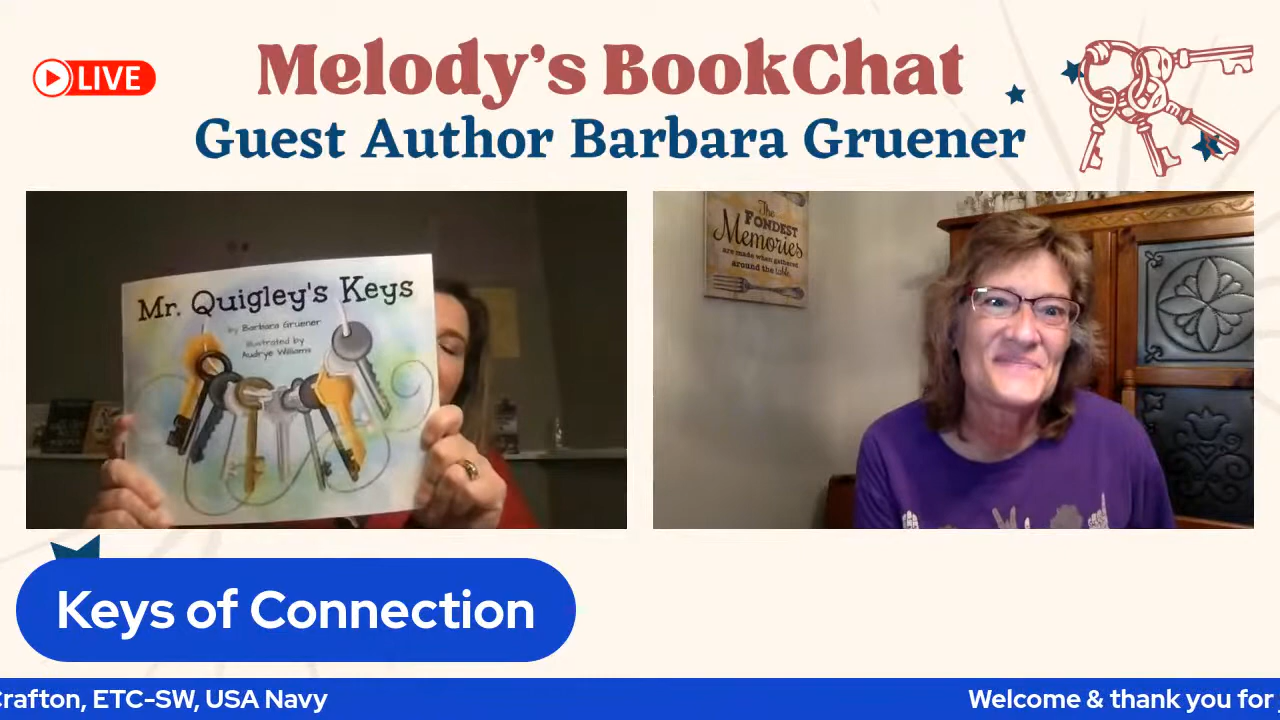 LIVE
Melody's BookChat
Guest Author Barbara Gruener
Mr. Quigley's Keys
by Barbara Gruener
illustrated by
Audrye Williams
The
FONDEST
Memories
are made when gathered
around the table
Keys of Connection
Crafton, ETC-SW, USA Navy
Welcome & thank you for